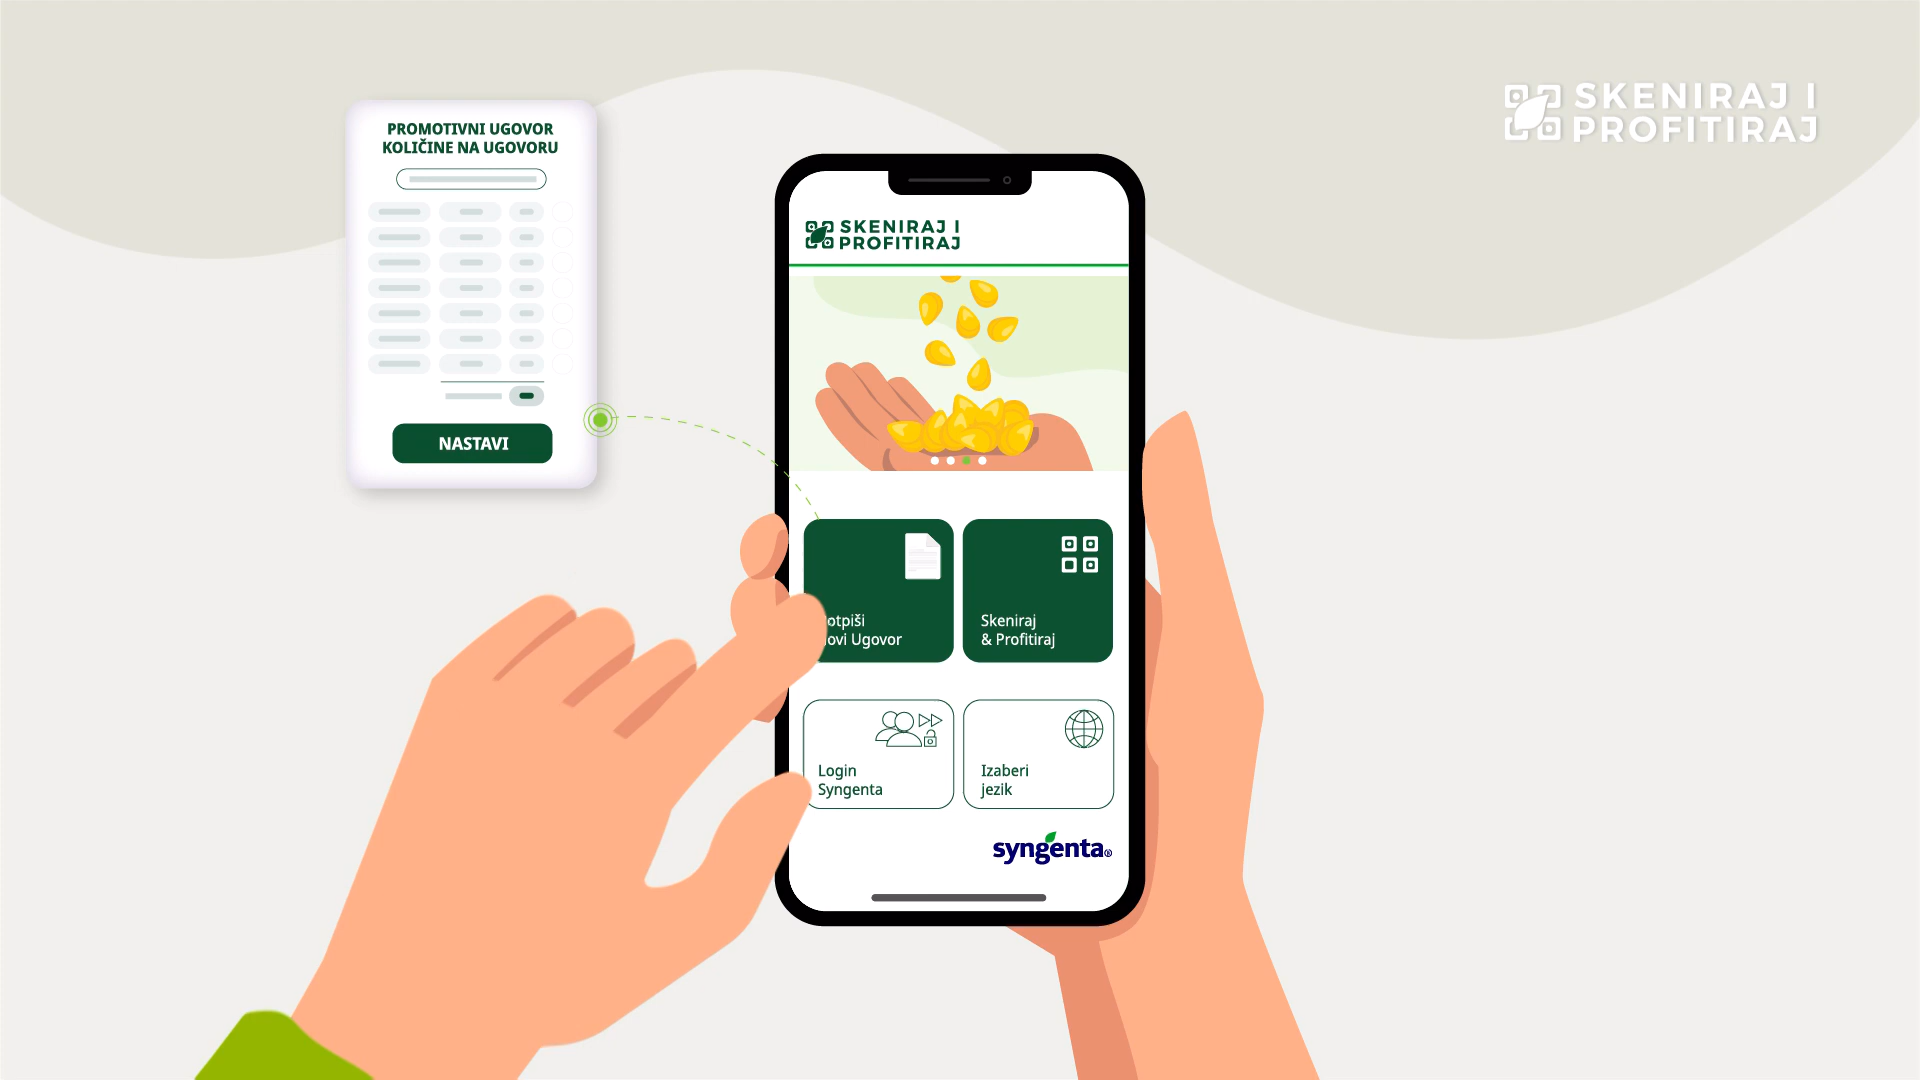 PROMOTIVNI UGOVOR
KOLIČINE NA UGOVORU
NASTAVI
SKENIRAJ I
PROFITIRAJ
SKENIRAJ I
PROFITIRAJ
otpiši
ovi Ugovor
Skeniraj
& Profitiraj
Login
Syngenta
Izaberi
jezik
syngenta®